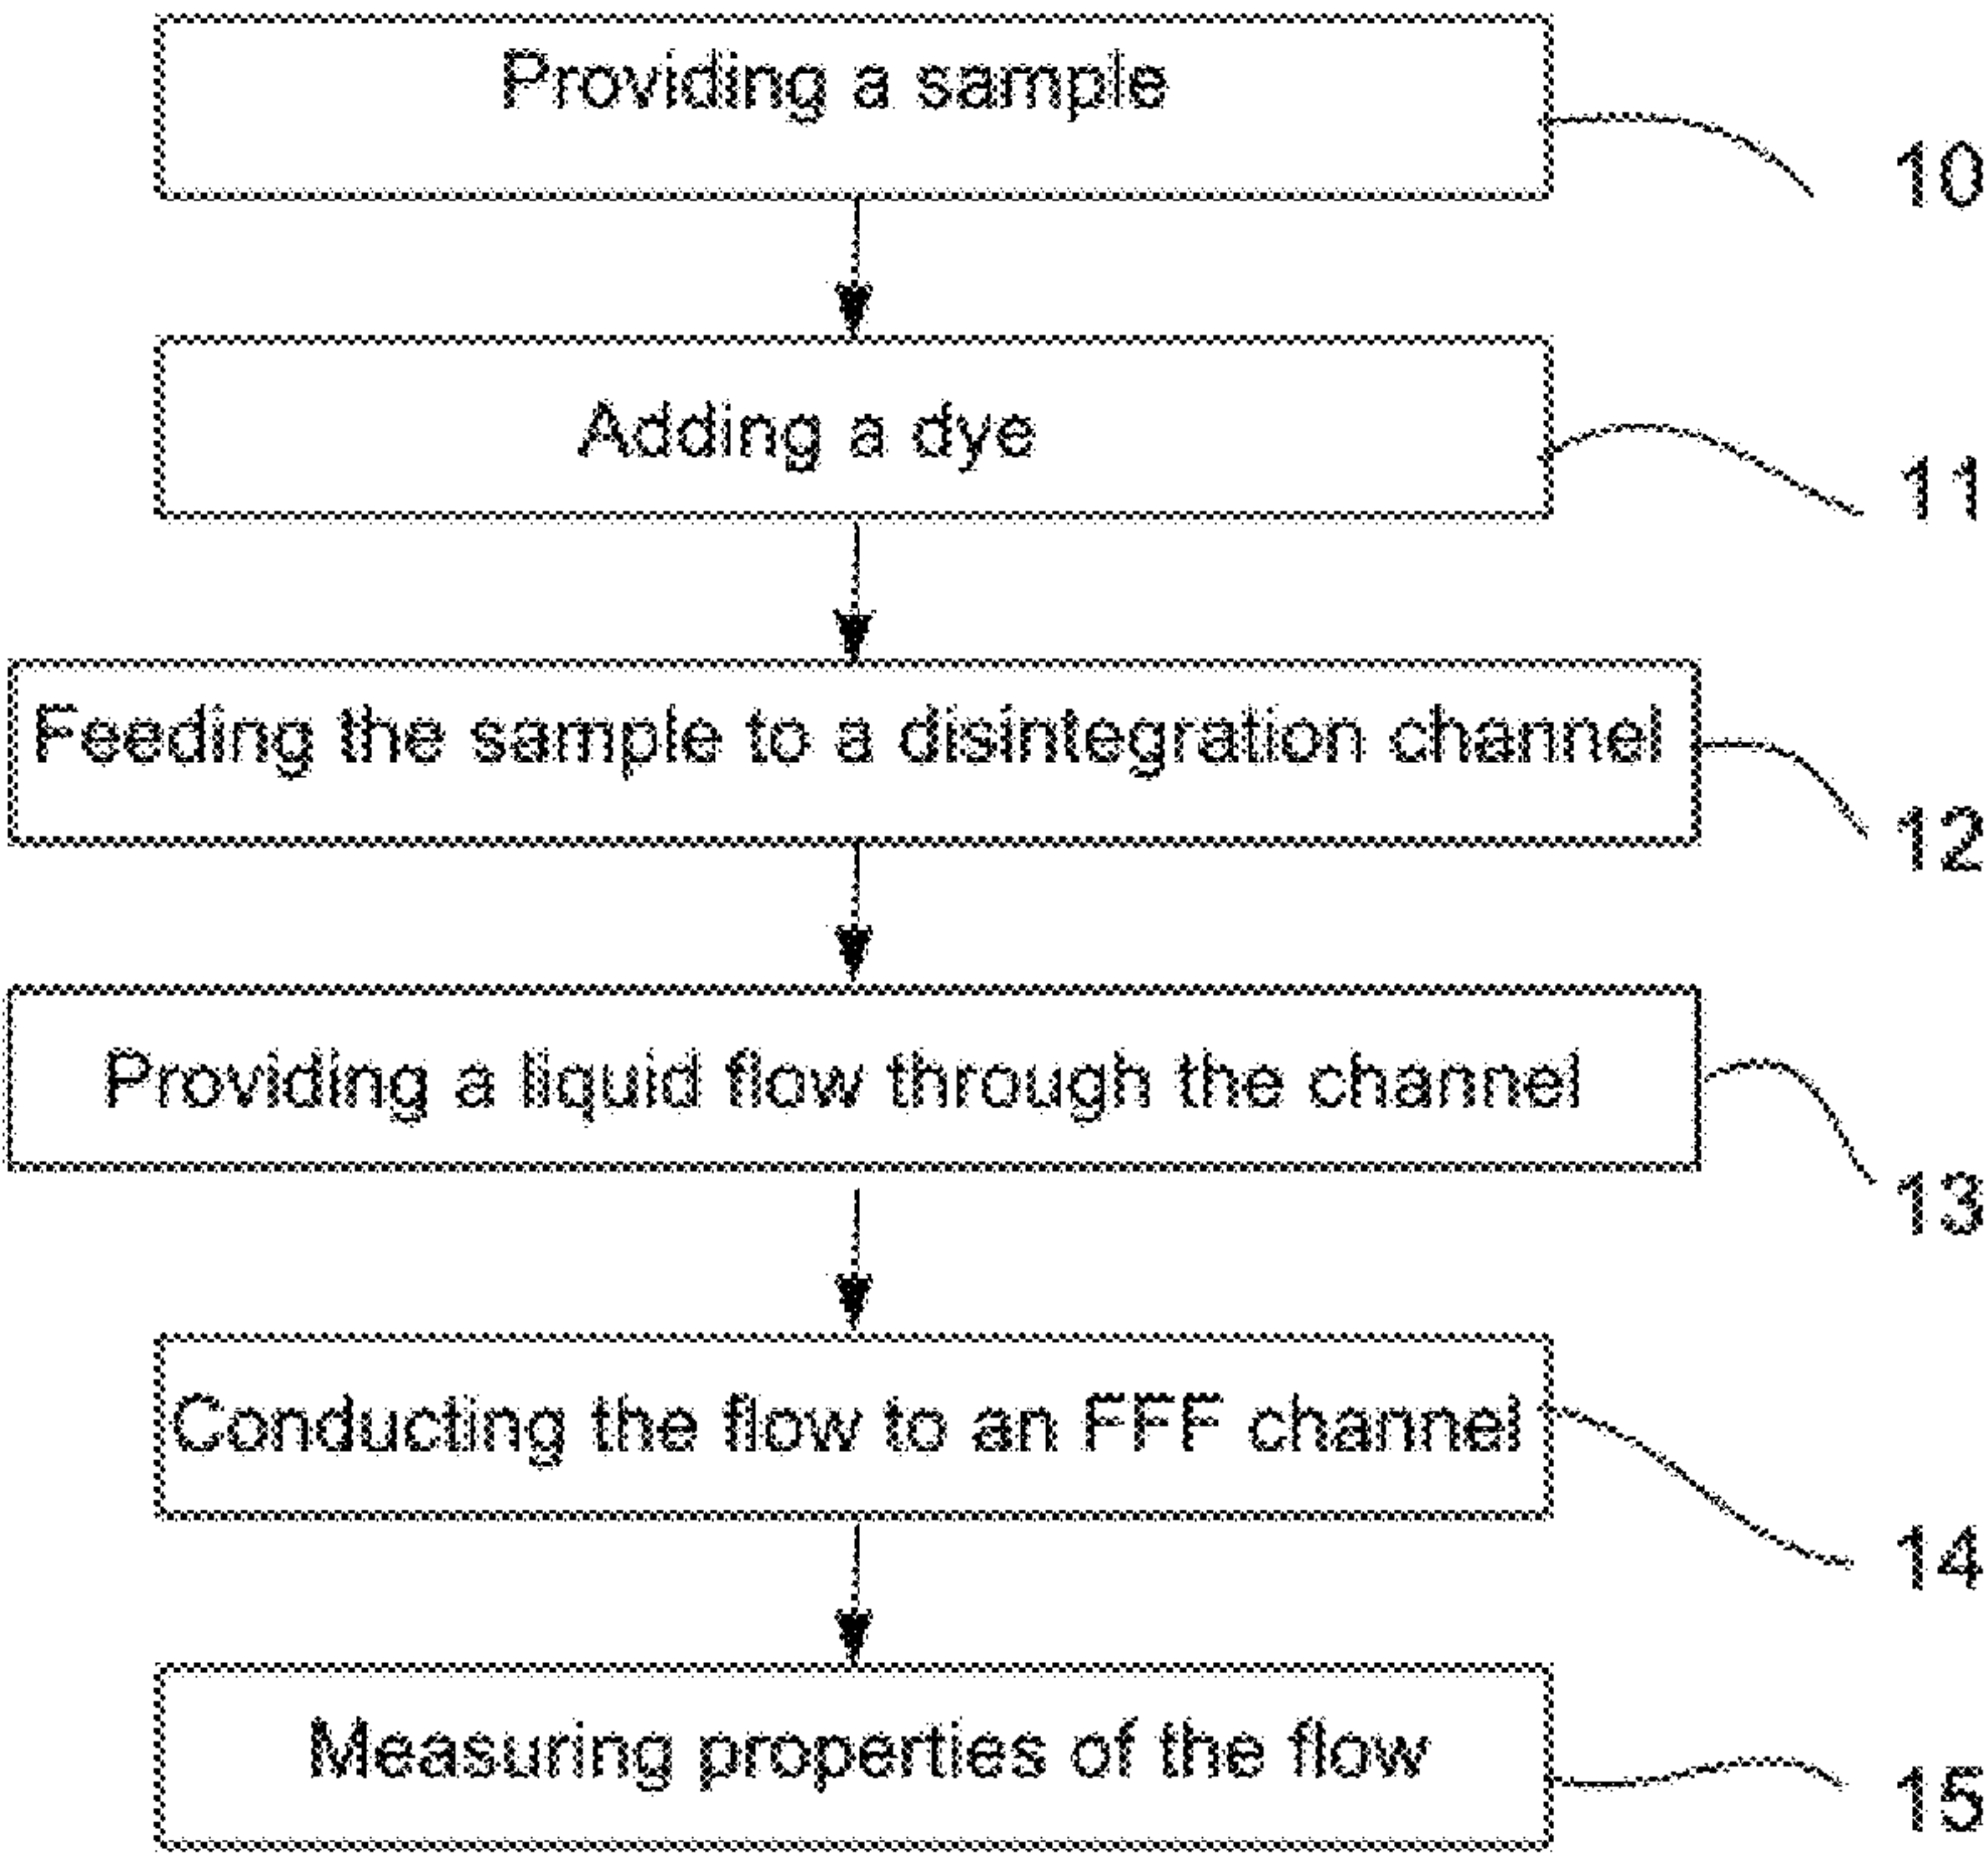 Providing a sample
10
Adding a dye
11
Feeding the sample to a disintegration channel
12
Providing a liquid flow through the channel
13
Conducting the flow to an FFF channel
14
Measuring properties of the flow
15